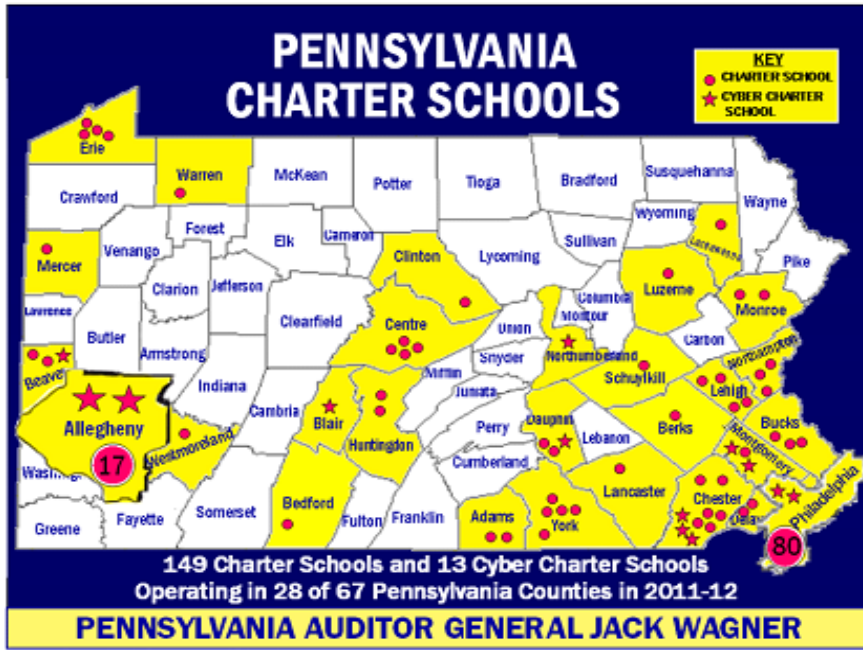 PENNSYLVANIA
CHARTER SCHOOLS
KEY
CHARTER SCHOOL
CYBER CHARTER
SCHOOL
Erie
Warren
McKean
Potter
Tioga
Bradford
Susquehanna
Crawford
Wayne
Wyoming
Forest
Elk
Cameron
Sullivan
Lackawanna
Venango
Mercer
Clinton
Lycoming
Pike
Clarion
Jefferson
Luzerne
Columbia
Monroe
Lawrence
Butler
Clearfield
Centre
Union
Montour
Carbon
Armstrong
Snyder
Northumberland
Northampton
Beaver
Indiana
Mifflin
Schuylkill
Lehigh
Juniata
Allegheny
Cambria
Blair
Huntingdon
Dauphin
Perry
Lebanon
Berks
Bucks
Westmoreland
Montgomery
17
Cumberland
Lancaster
Chester
Philadelphia
Bedford
Somerset
Fulton
Franklin
Adams
York
Fayette
Greene
80
149 Charter Schools and 13 Cyber Charter Schools
Operating in 28 of 67 Pennsylvania Counties in 2011-12
PENNSYLVANIA AUDITOR GENERAL JACK WAGNER